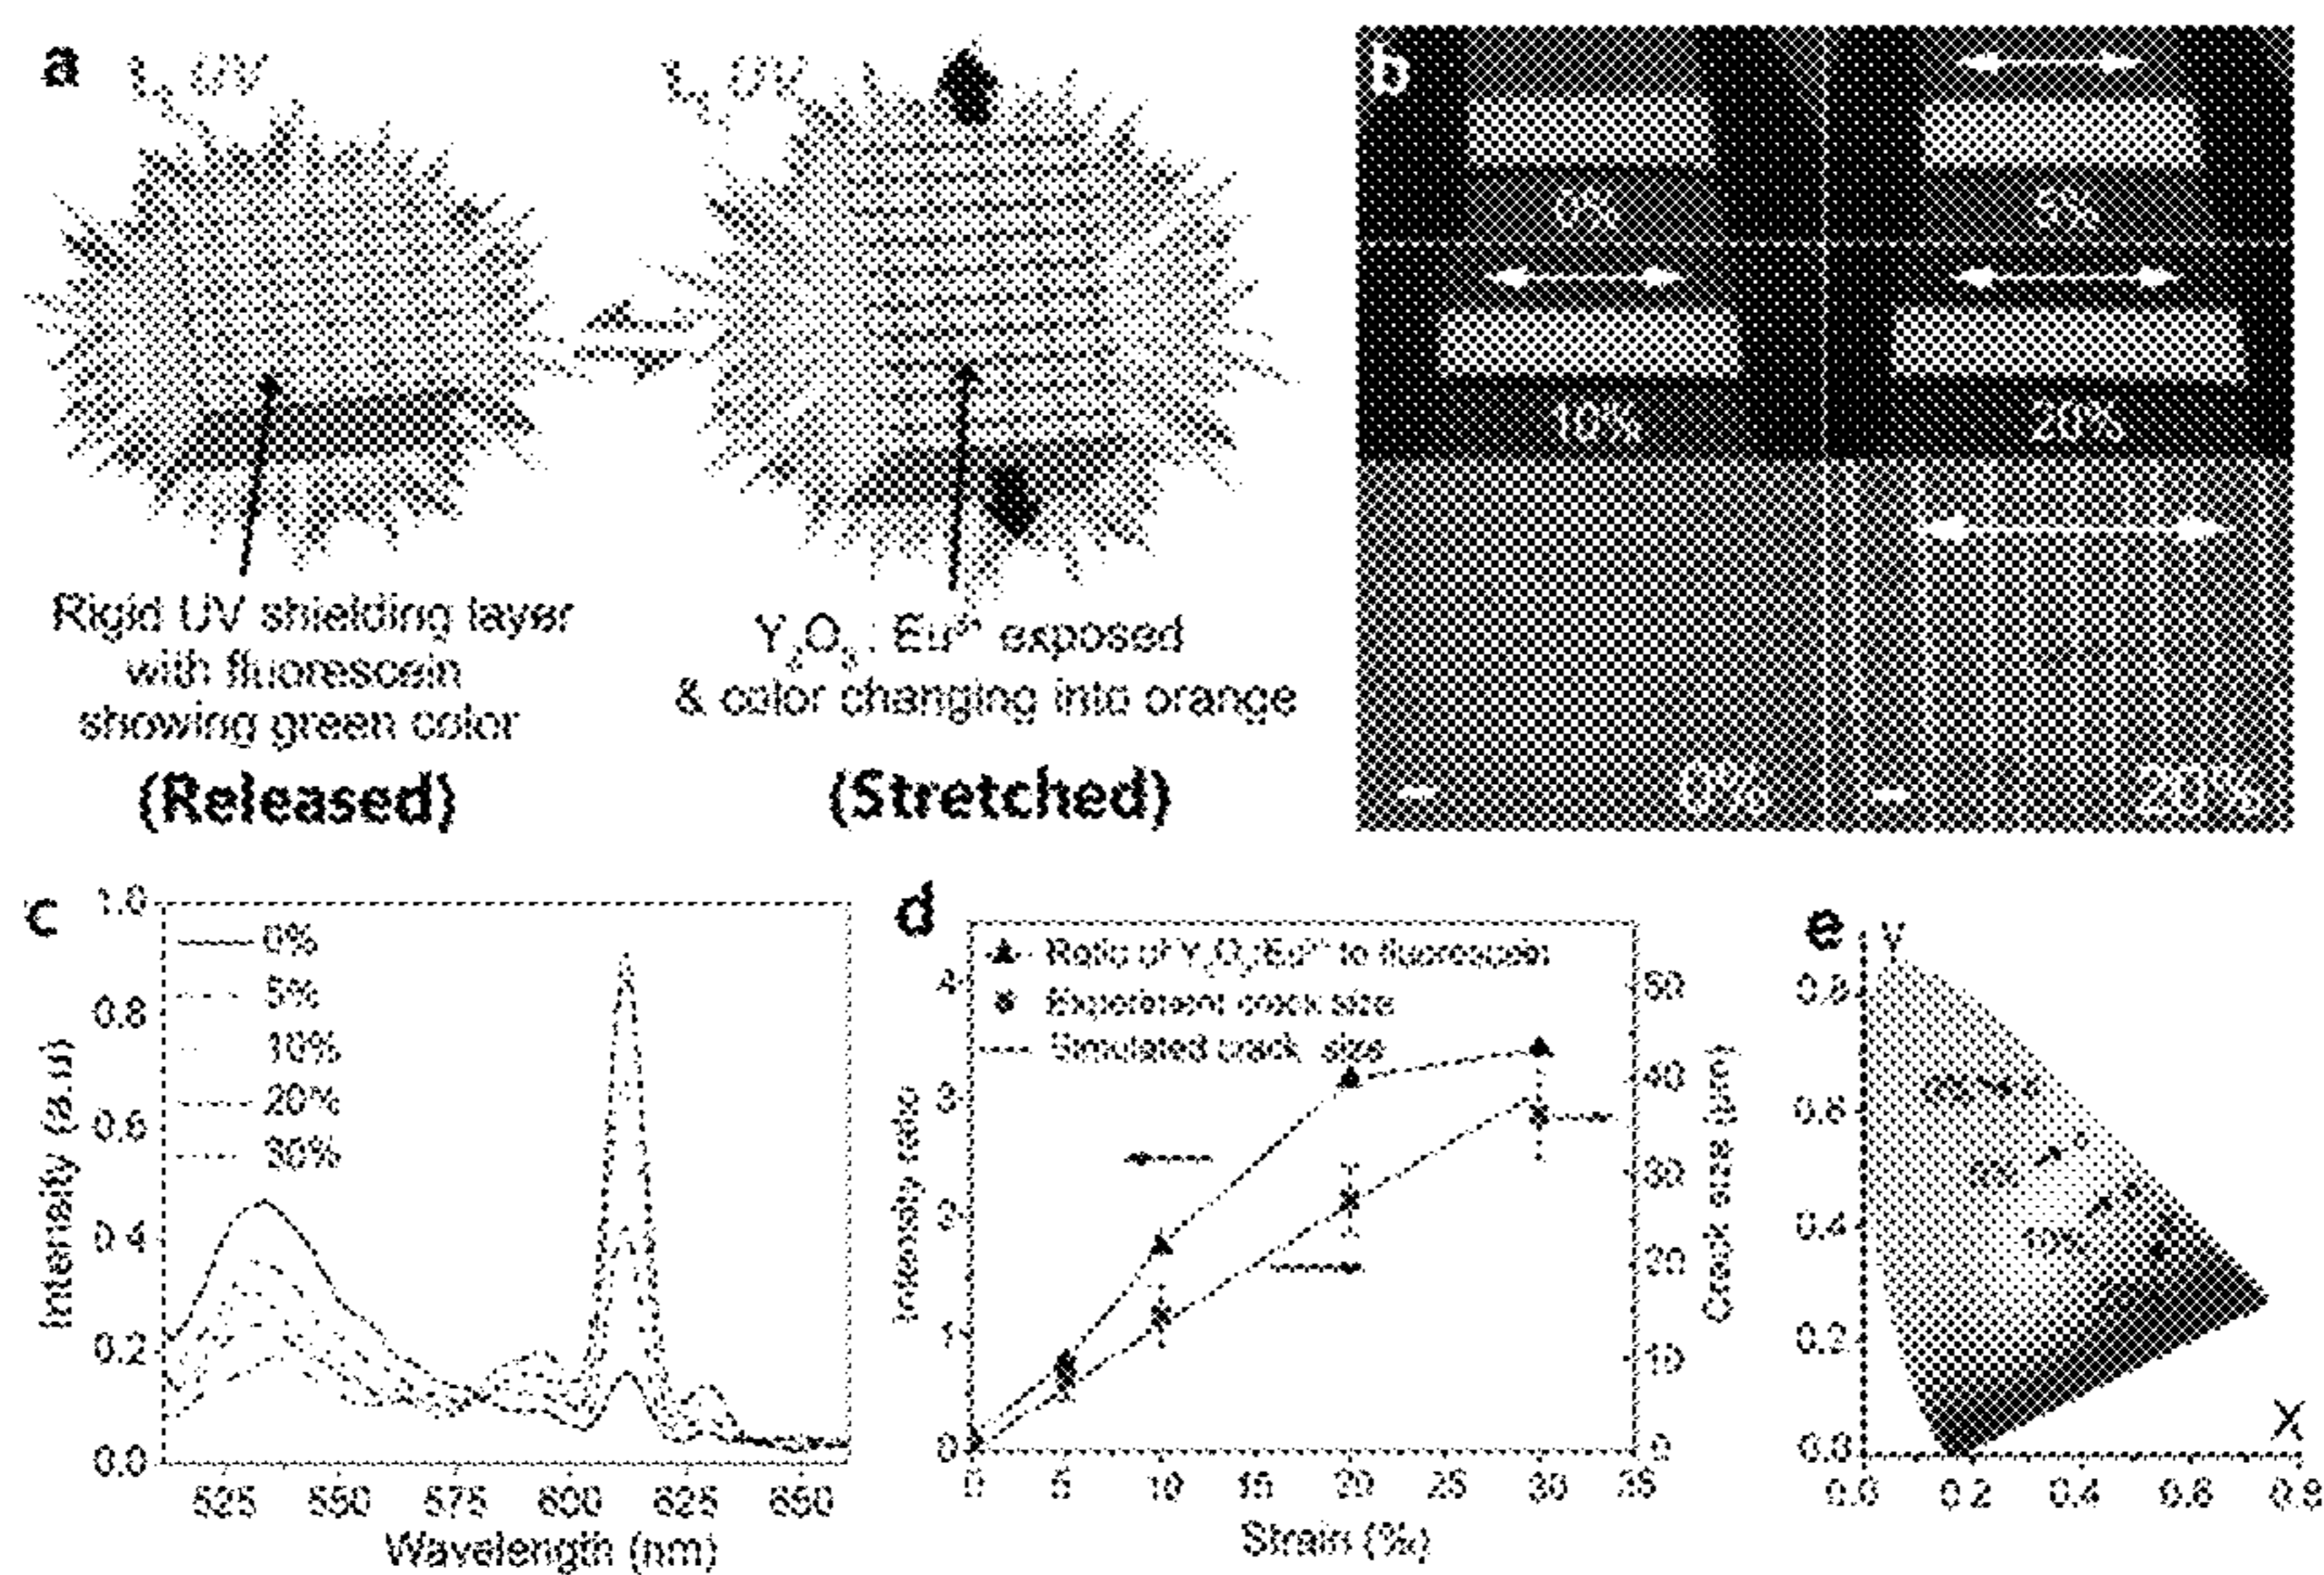 a
UV
UV
Rigid UV shielding layer
with fluorescein
showing green color
(Released)
Y₂O₃ : Eu³⁺ exposed
& color changing into orange
(Stretched)
b
0%
5%
10%
20%
0%
20%
c
1.0
0.8
0.6
0.4
0.2
0.0
0%
5%
10%
20%
30%
Intensity (a.u)
525 550 575 600 625 650
Wavelength (nm)
d
Ratio of Y₂O₃:Eu³⁺ to fluorescein
Experiment crack size
Simulated crack size
Intensity ratio
4
3
2
1
0
50
40
30
20
10
0
Crack size (μm)
0 5 10 15 20 25 30 35
Strain (%)
e
y
0.8
0.6
0.4
0.2
0.0
10%
X
0.0 0.2 0.4 0.6 0.8